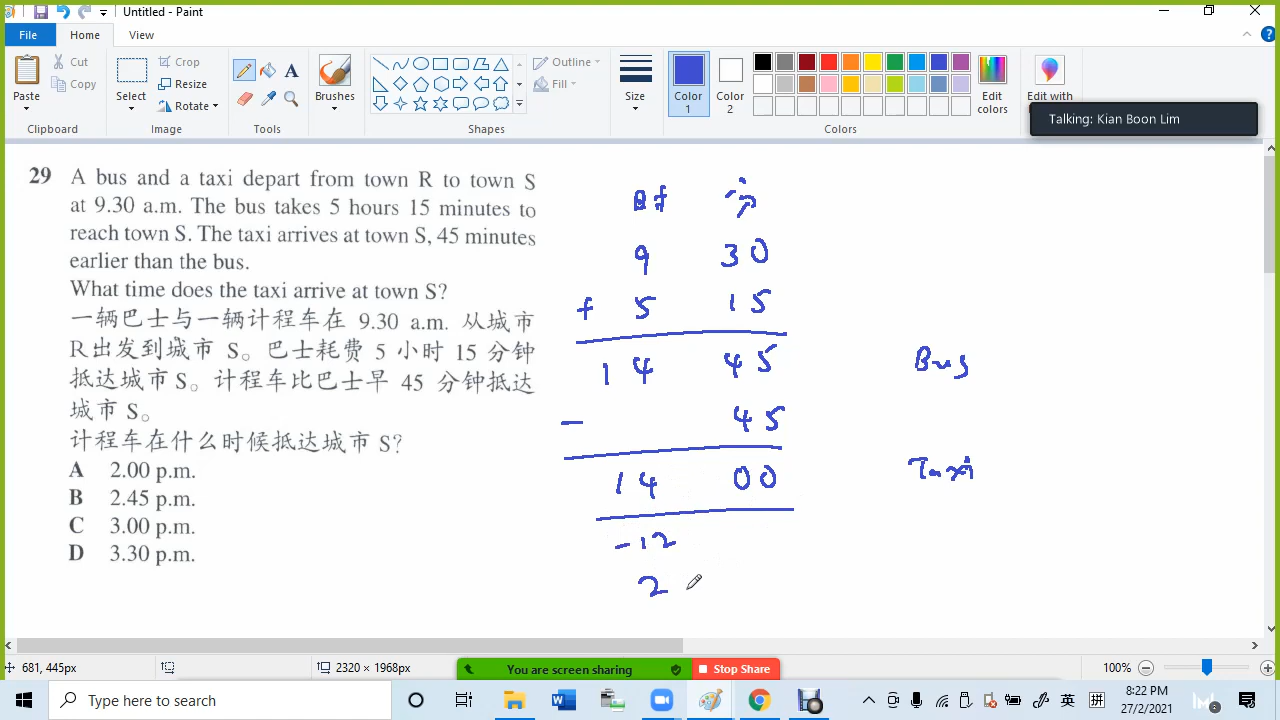 Untitled - Paint
File Home View
Cut
Copy
Paste
Clipboard
Select
Crop
Resize
Rotate
Image
Tools
Brushes
Outline
Fill
Shapes
Size
Color 1
Color 2
Edit colors
Edit with
Colors
Talking: Kian Boon Lim
29 A bus and a taxi depart from town R to town S
at 9.30 a.m. The bus takes 5 hours 15 minutes to
reach town S. The taxi arrives at town S, 45 minutes
earlier than the bus.
What time does the taxi arrive at town S?
一辆巴士与一辆计程车在 9.30 a.m. 从城市
R出发到城市 S。巴士耗费 5 小时 15 分钟
抵达城市S。计程车比巴士早 45 分钟抵达
城市 S。
计程车在什么时候抵达城市 S?
A 2.00 p.m.
B 2.45 p.m.
C 3.00 p.m.
D 3.30 p.m.
时 分
9 30
+ 5 15
14 45 Bus
- 45
14 00 Taxi
-12
2
681, 445px
2320 × 1968px
100%
You are screen sharing
Stop Share
Type here to search
英
拼
8:22 PM
27/2/2021
2